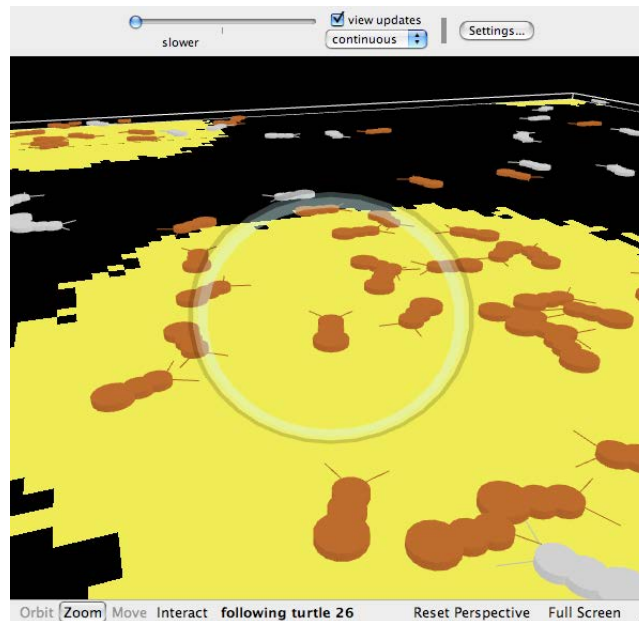 view updates
slower
continuous
Settings...
Orbit Zoom Move Interact following turtle 26 Reset Perspective Full Screen